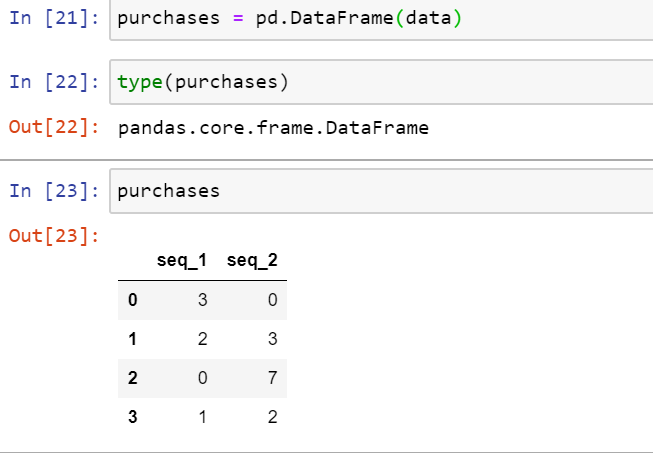 In [21]: purchases = pd.DataFrame(data)
In [22]: type(purchases)
Out[22]: pandas.core.frame.DataFrame
In [23]: purchases
Out[23]:
seq_1 seq_2
0 3 0
1 2 3
2 0 7
3 1 2